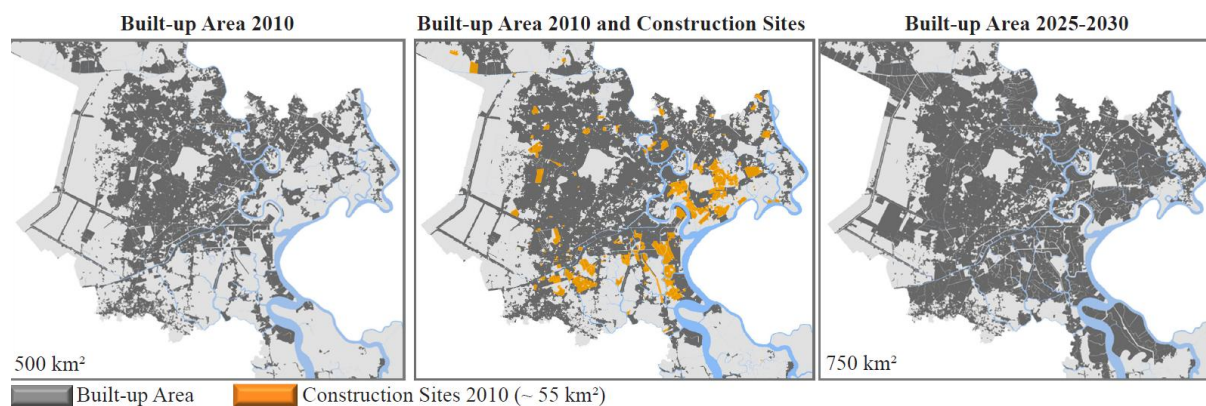 Built-up Area 2010
Built-up Area 2010 and Construction Sites
Built-up Area 2025-2030
500 km²
750 km²
Built-up Area
Construction Sites 2010 (~ 55 km²)